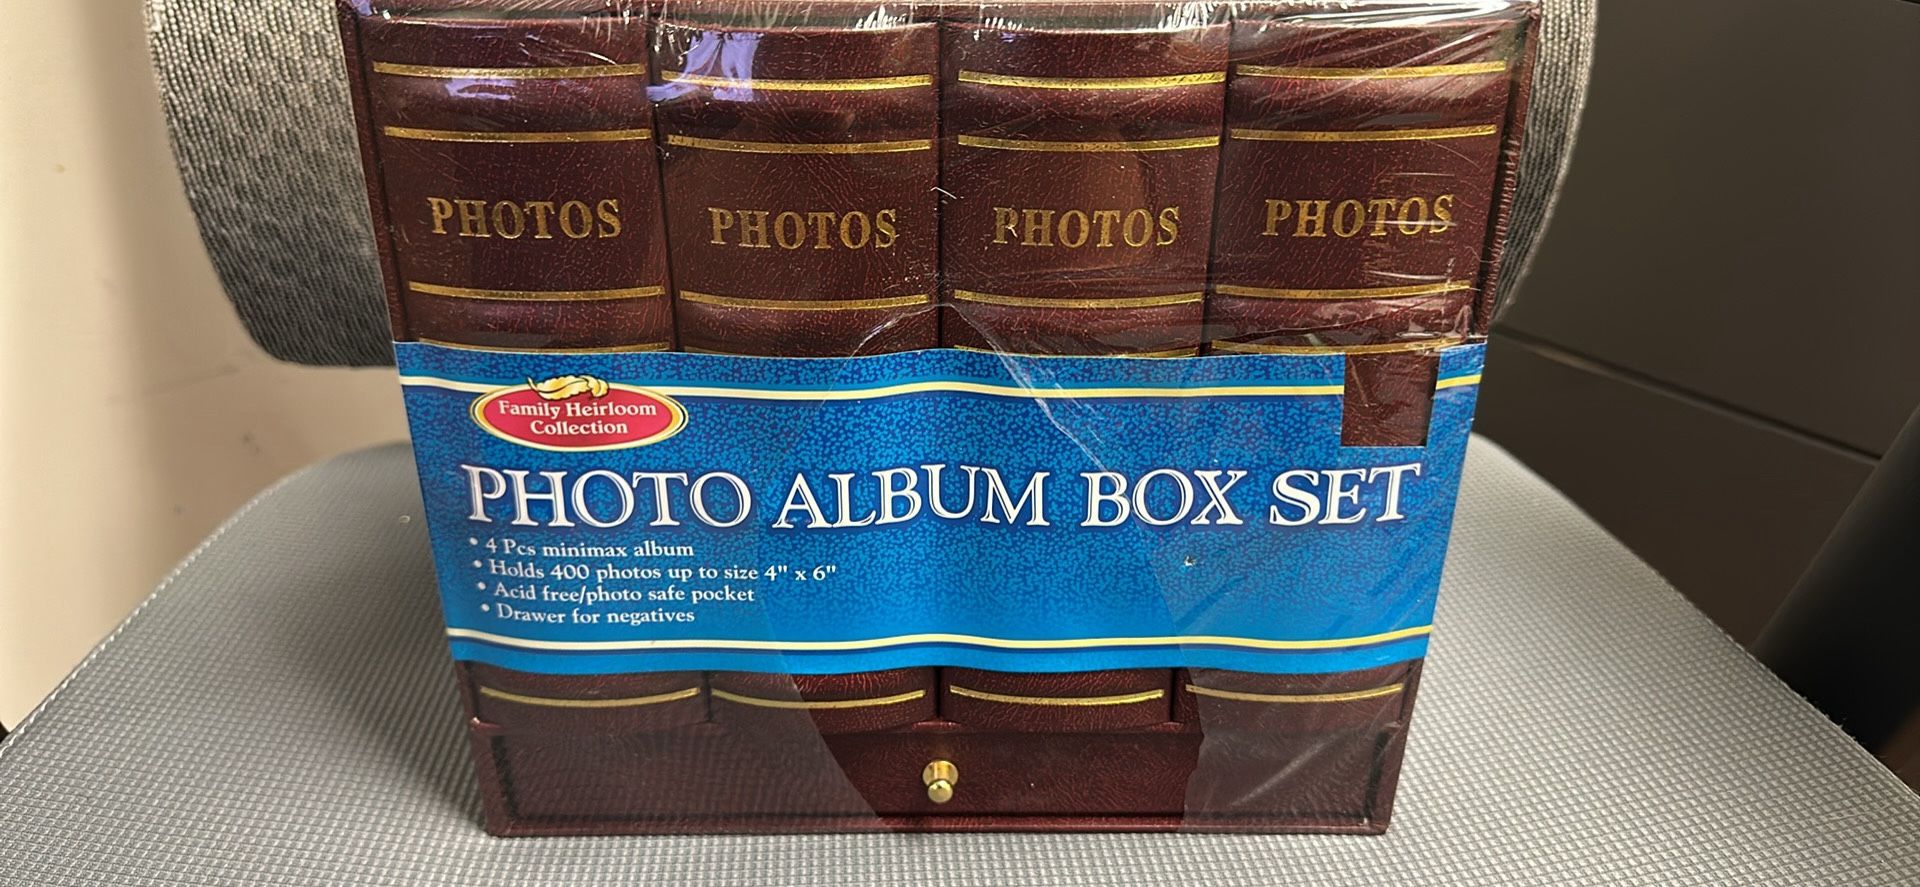 PHOTOS PHOTOS PHOTOS PHOTOS
Family Heirloom
Collection
PHOTO ALBUM BOX SET
• 4 Pcs minimax album
• Holds 400 photos up to size 4" x 6"
• Acid free/photo safe pocket
• Drawer for negatives